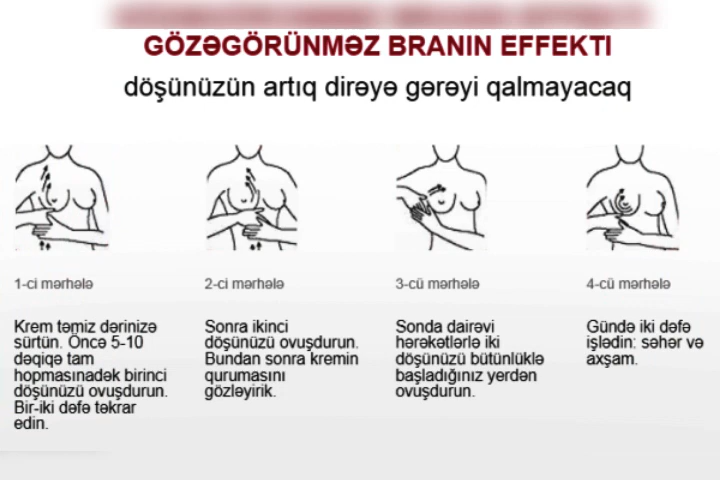 GÖZƏGÖRÜNMƏZ BRANIN EFFEKTI
döşünüzün artıq dirəyə gərəyi qalmayacaq
1-ci mərhələ
Krem təmiz dərinizə
sürtün. Öncə 5-10
dəqiqə tam
hopmasınadək birinci
döşünüzü ovuşdurun.
Bir-iki dəfə təkrar
edin.
2-ci mərhələ
Sonra ikinci
döşünüzü ovuşdurun.
Bundan sonra kremin
qurumasını
gözləyirik.
3-cü mərhələ
Sonda dairəvi
hərəkətlərlə iki
döşünüzü bütünlüklə
başladığınız yerdən
ovuşdurun.
4-cü mərhələ
Gündə iki dəfə
işlədin: səhər və
axşam.